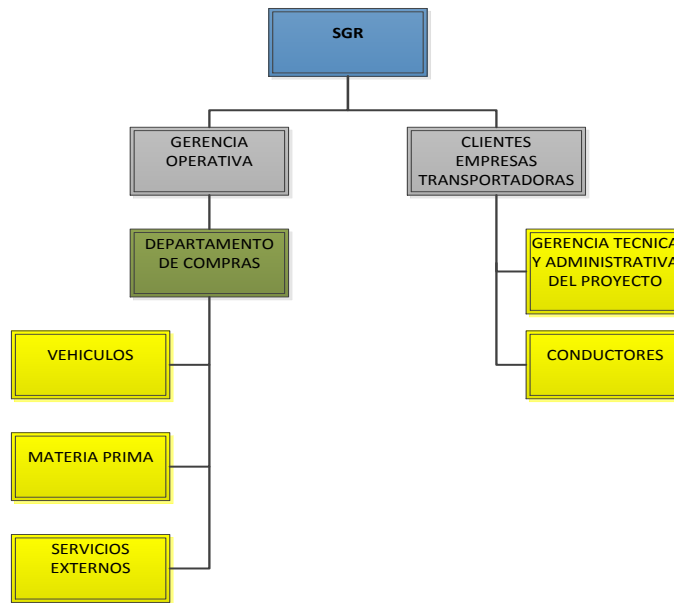 SGR
GERENCIA
OPERATIVA
CLIENTES
EMPRESAS
TRANSPORTADORAS
DEPARTAMENTO
DE COMPRAS
GERENCIA TECNICA
Y ADMINISTRATIVA
DEL PROYECTO
VEHICULOS
CONDUCTORES
MATERIA PRIMA
SERVICIOS
EXTERNOS